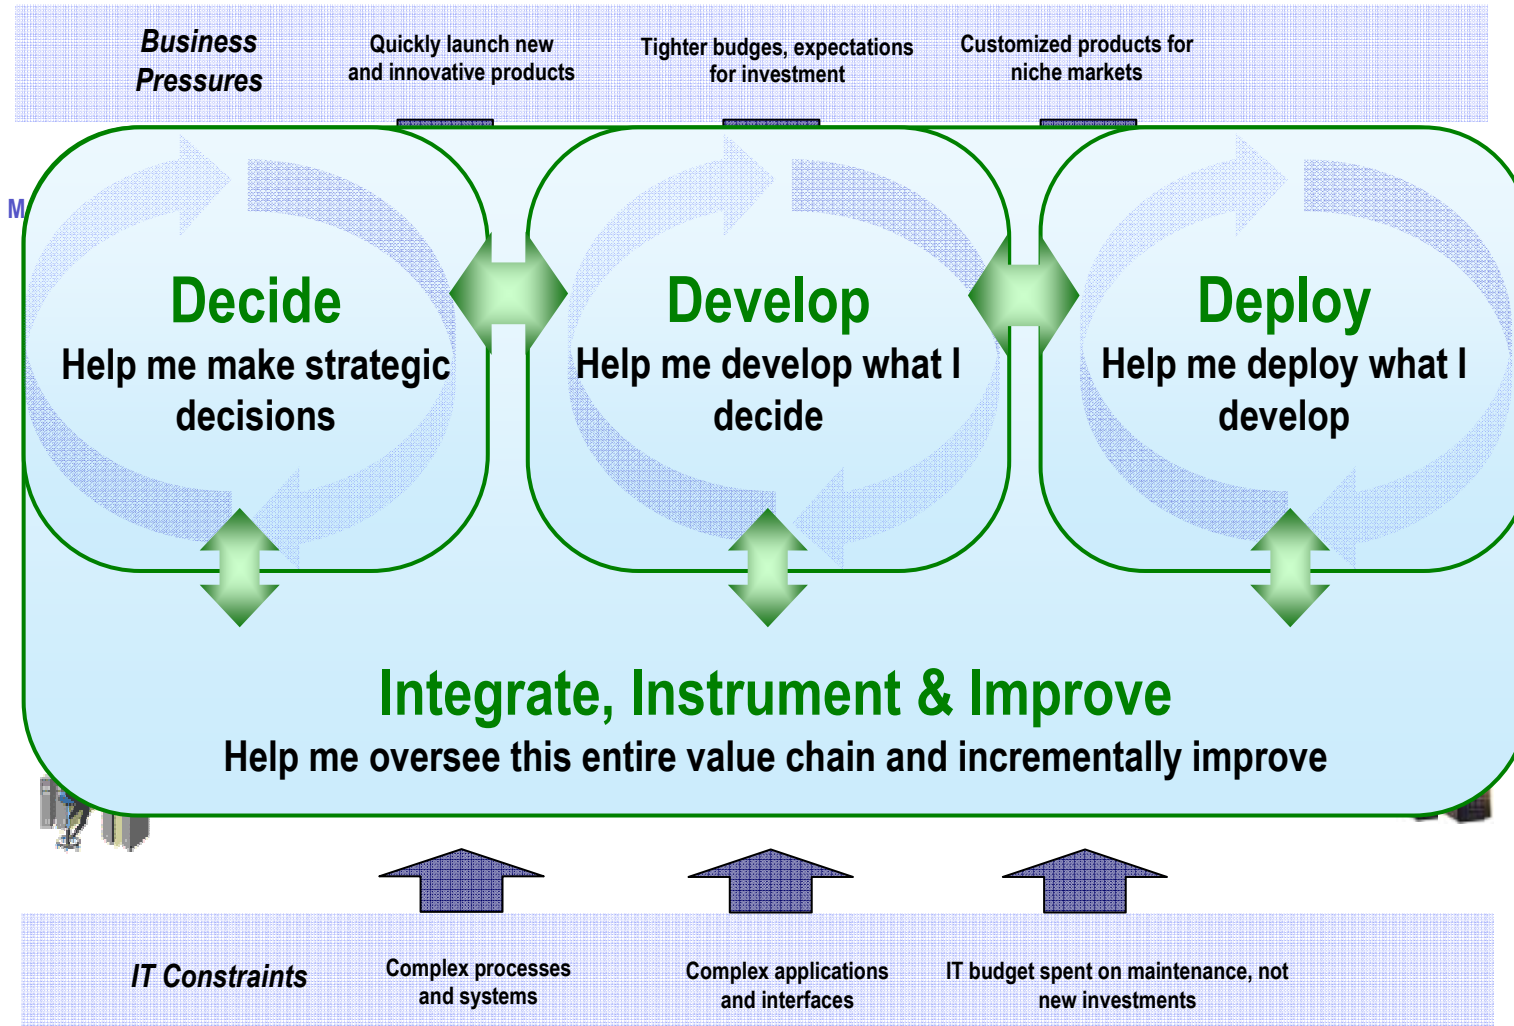 Business
Pressures
Quickly launch new
and innovative products
Tighter budgets, expectations
for investment
Customized products for
niche markets
M
Decide
Help me make strategic
decisions
Develop
Help me develop what I
decide
Deploy
Help me deploy what I
develop
Integrate, Instrument & Improve
Help me oversee this entire value chain and incrementally improve
IT Constraints
Complex processes
and systems
Complex applications
and interfaces
IT budget spent on maintenance, not
new investments